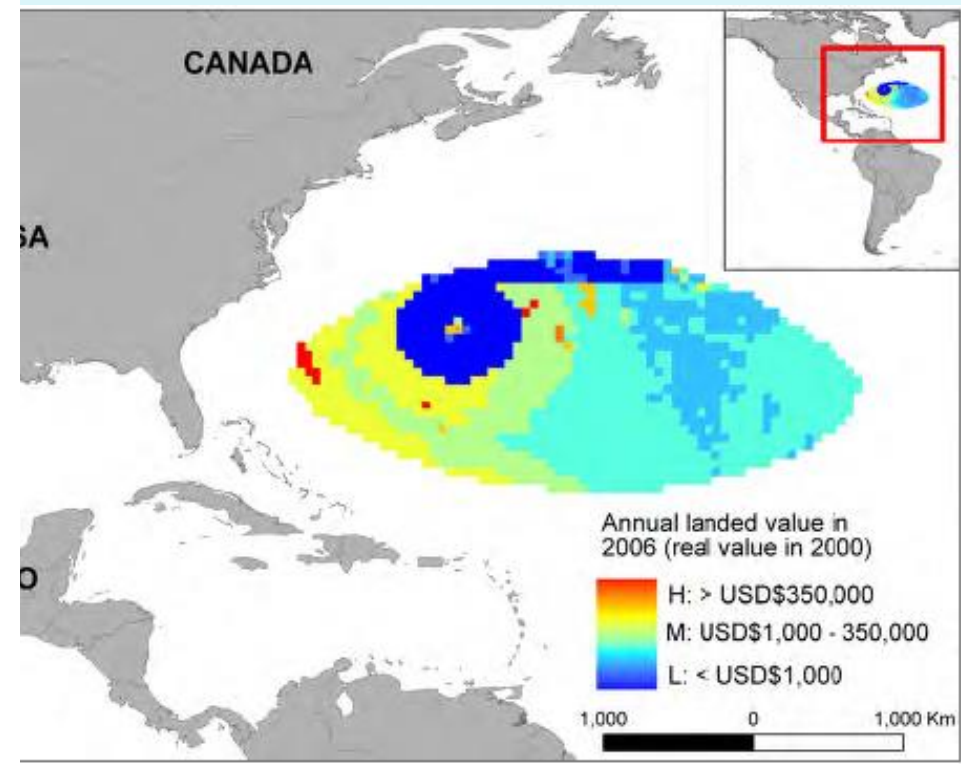 CANADA
SA
O
Annual landed value in
2006 (real value in 2000)
H: > USD$350,000
M: USD$1,000 - 350,000
L: < USD$1,000
1,000 0 1,000 Km